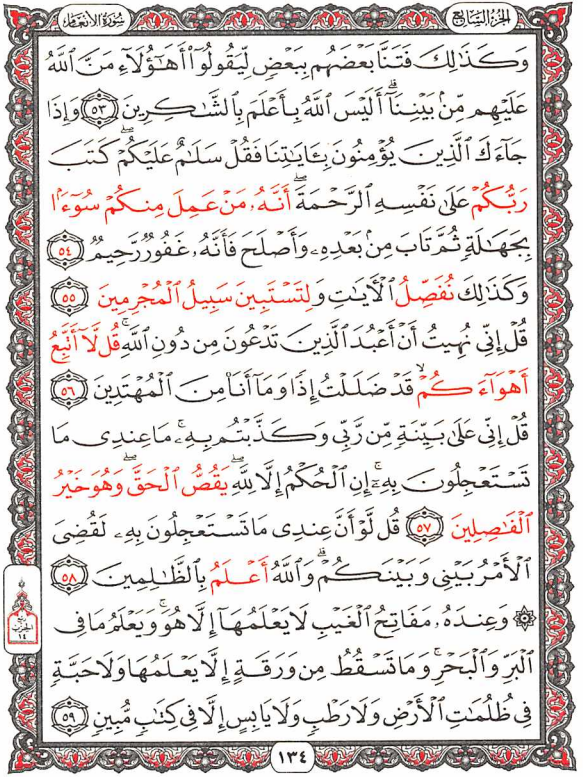 الجزء السابع
سورة الأنعام
وَكَذَٰلِكَ فَتَنَّا بَعْضَهُم بِبَعْضٍ لِّيَقُولُوٓا۟ أَهَٰٓؤُلَآءِ مَنَّ ٱللَّهُ
عَلَيْهِم مِّنۢ بَيْنِنَآ ۗ أَلَيْسَ ٱللَّهُ بِأَعْلَمَ بِٱلشَّٰكِرِينَ ٥٣ وَإِذَا
جَآءَكَ ٱلَّذِينَ يُؤْمِنُونَ بِـَٔايَٰتِنَا فَقُلْ سَلَٰمٌ عَلَيْكُمْ ۖ كَتَبَ
رَبُّكُمْ عَلَىٰ نَفْسِهِ ٱلرَّحْمَةَ ۖ أَنَّهُۥ مَنْ عَمِلَ مِنكُمْ سُوٓءًۢا
بِجَهَٰلَةٍ ثُمَّ تَابَ مِنۢ بَعْدِهِۦ وَأَصْلَحَ فَأَنَّهُۥ غَفُورٌ رَّحِيمٌ ٥٤
وَكَذَٰلِكَ نُفَصِّلُ ٱلْـَٔايَٰتِ وَلِتَسْتَبِينَ سَبِيلُ ٱلْمُجْرِمِينَ ٥٥
قُلْ إِنِّى نُهِيتُ أَنْ أَعْبُدَ ٱلَّذِينَ تَدْعُونَ مِن دُونِ ٱللَّهِ ۚ قُل لَّآ أَتَّبِعُ
أَهْوَآءَكُمْ ۙ قَدْ ضَلَلْتُ إِذًا وَمَآ أَنَا۠ مِنَ ٱلْمُهْتَدِينَ ٥٦
قُلْ إِنِّى عَلَىٰ بَيِّنَةٍ مِّن رَّبِّى وَكَذَّبْتُم بِهِۦ ۚ مَا عِندِى مَا
تَسْتَعْجِلُونَ بِهِۦٓ ۚ إِنِ ٱلْحُكْمُ إِلَّا لِلَّهِ ۖ يَقُصُّ ٱلْحَقَّ ۖ وَهُوَ خَيْرُ
ٱلْفَٰصِلِينَ ٥٧ قُل لَّوْ أَنَّ عِندِى مَا تَسْتَعْجِلُونَ بِهِۦ لَقُضِىَ
ٱلْأَمْرُ بَيْنِى وَبَيْنَكُمْ ۗ وَٱللَّهُ أَعْلَمُ بِٱلظَّٰلِمِينَ ٥٨
۞ وَعِندَهُۥ مَفَاتِحُ ٱلْغَيْبِ لَا يَعْلَمُهَآ إِلَّا هُوَ ۚ وَيَعْلَمُ مَا فِى
ٱلْبَرِّ وَٱلْبَحْرِ ۚ وَمَا تَسْقُطُ مِن وَرَقَةٍ إِلَّا يَعْلَمُهَا وَلَا حَبَّةٍ
فِى ظُلُمَٰتِ ٱلْأَرْضِ وَلَا رَطْبٍ وَلَا يَابِسٍ إِلَّا فِى كِتَٰبٍ مُّبِينٍ ٥٩
ربع
الحزب
١٤
١٣٤